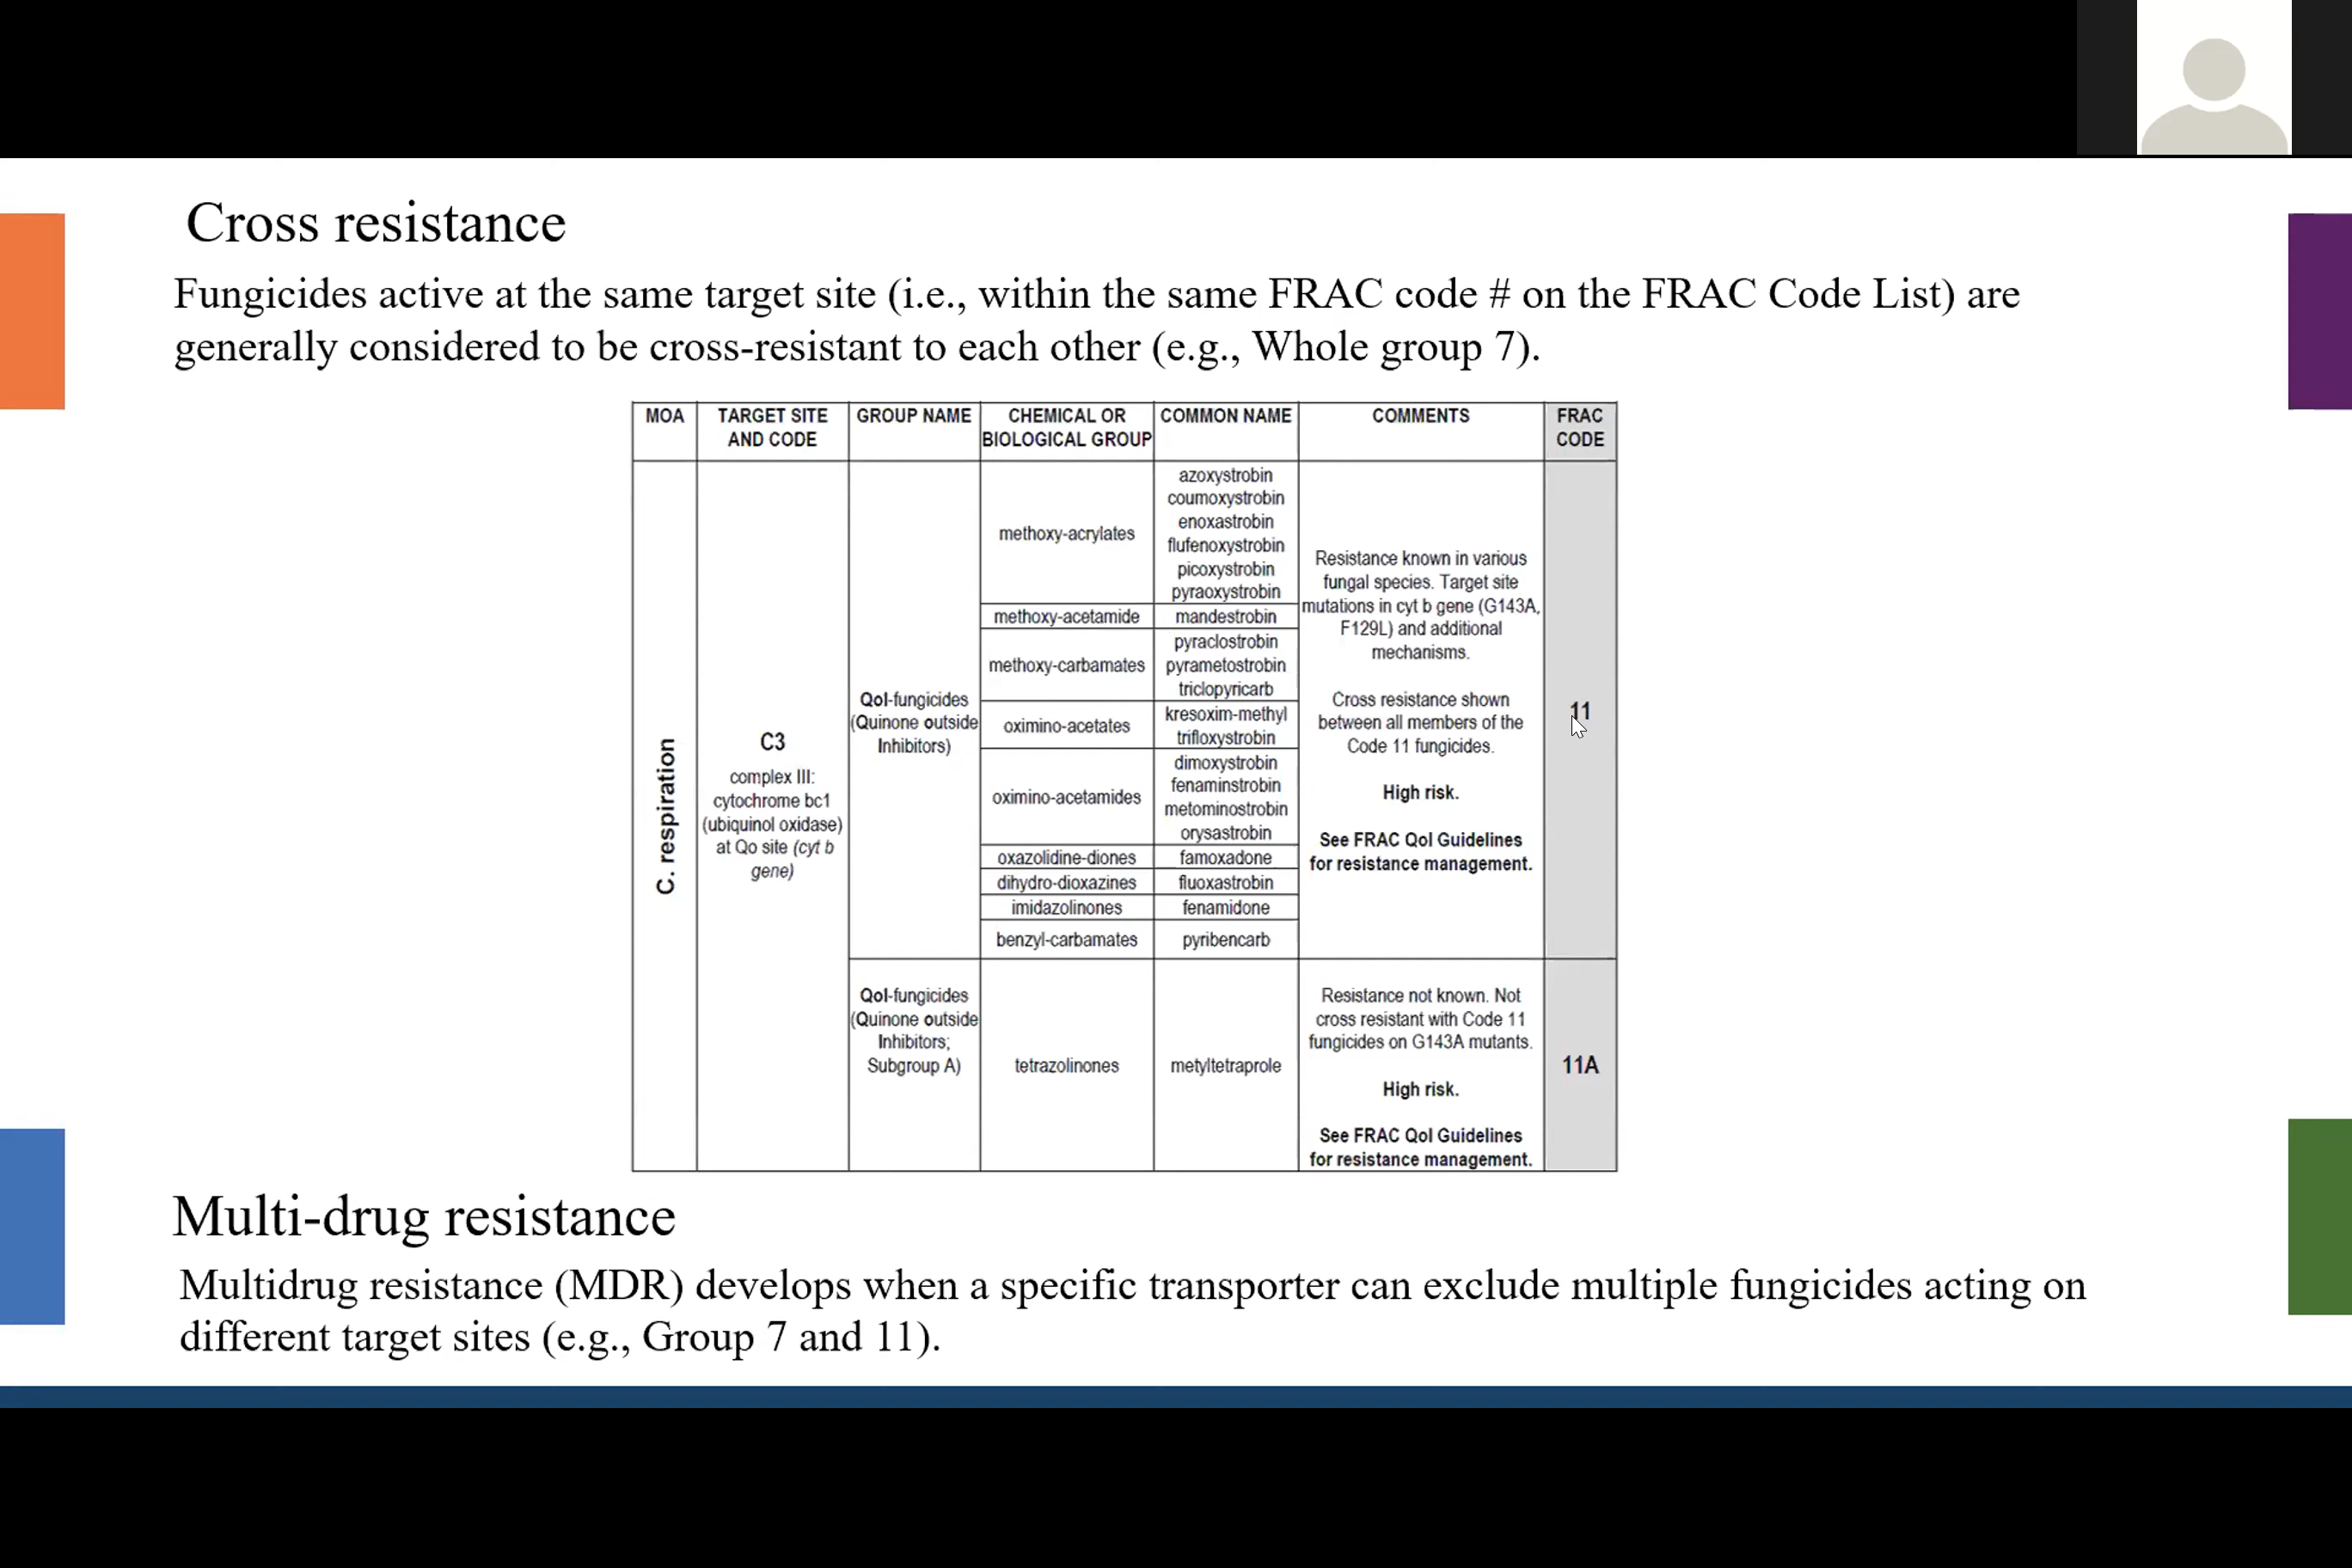 Cross resistance
Fungicides active at the same target site (i.e., within the same FRAC code # on the FRAC Code List) are
generally considered to be cross-resistant to each other (e.g., Whole group 7).
MOA
TARGET SITE
AND CODE
GROUP NAME
CHEMICAL OR
BIOLOGICAL GROUP
COMMON NAME
COMMENTS
FRAC
CODE
C. respiration
C3
complex III:
cytochrome bc1
(ubiquinol oxidase)
at Qo site (cyt b
gene)
QoI-fungicides
(Quinone outside
Inhibitors)
methoxy-acrylates
azoxystrobin
coumoxystrobin
enoxastrobin
flufenoxystrobin
picoxystrobin
pyraoxystrobin
methoxy-acetamide
mandestrobin
methoxy-carbamates
pyraclostrobin
pyrametostrobin
triclopyricarb
oximino-acetates
kresoxim-methyl
trifloxystrobin
oximino-acetamides
dimoxystrobin
fenaminstrobin
metominostrobin
orysastrobin
oxazolidine-diones
famoxadone
dihydro-dioxazines
fluoxastrobin
imidazolinones
fenamidone
benzyl-carbamates
pyribencarb
Resistance known in various
fungal species. Target site
mutations in cyt b gene (G143A,
F129L) and additional
mechanisms.
Cross resistance shown
between all members of the
Code 11 fungicides.
High risk.
See FRAC QoI Guidelines
for resistance management.
11
QoI-fungicides
(Quinone outside
Inhibitors;
Subgroup A)
tetrazolinones
metyltetraprole
Resistance not known. Not
cross resistant with Code 11
fungicides on G143A mutants.
High risk.
See FRAC QoI Guidelines
for resistance management.
11A
Multi-drug resistance
Multidrug resistance (MDR) develops when a specific transporter can exclude multiple fungicides acting on
different target sites (e.g., Group 7 and 11).